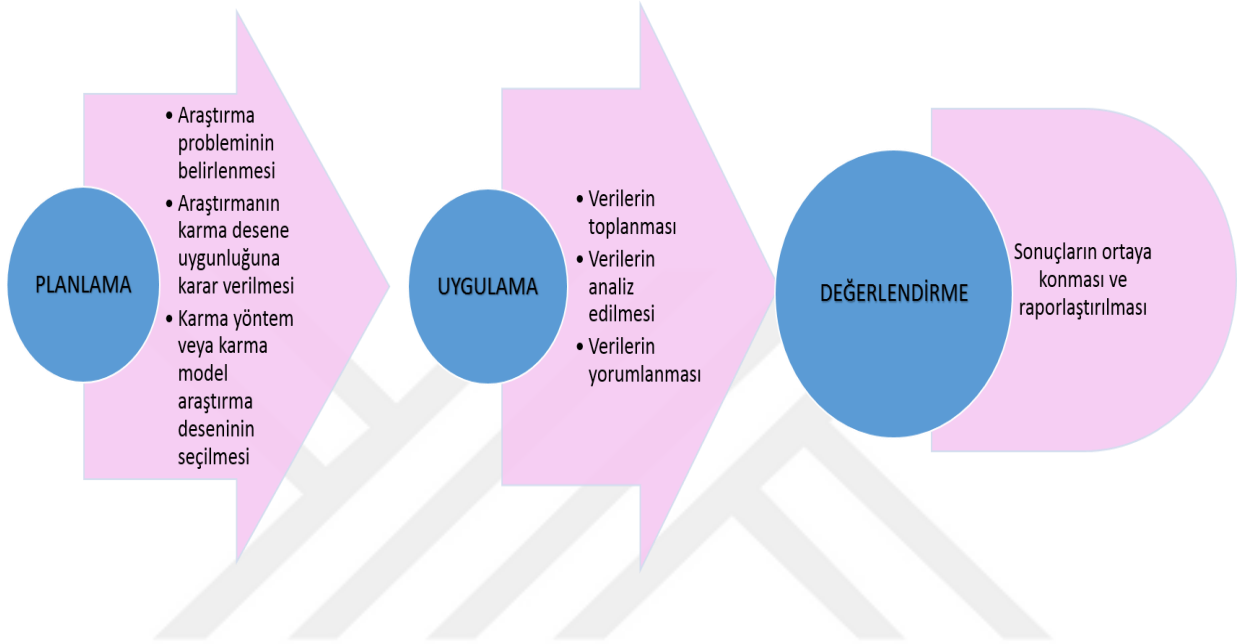 PLANLAMA
• Araştırma
probleminin
belirlenmesi
• Araştırmanın
karma desene
uygunluğuna
karar verilmesi
• Karma yöntem
veya karma
model
araştırma
deseninin
seçilmesi
UYGULAMA
• Verilerin
toplanması
• Verilerin
analiz
edilmesi
• Verilerin
yorumlanması
DEĞERLENDİRME
Sonuçların ortaya
konması ve
raporlaştırılması